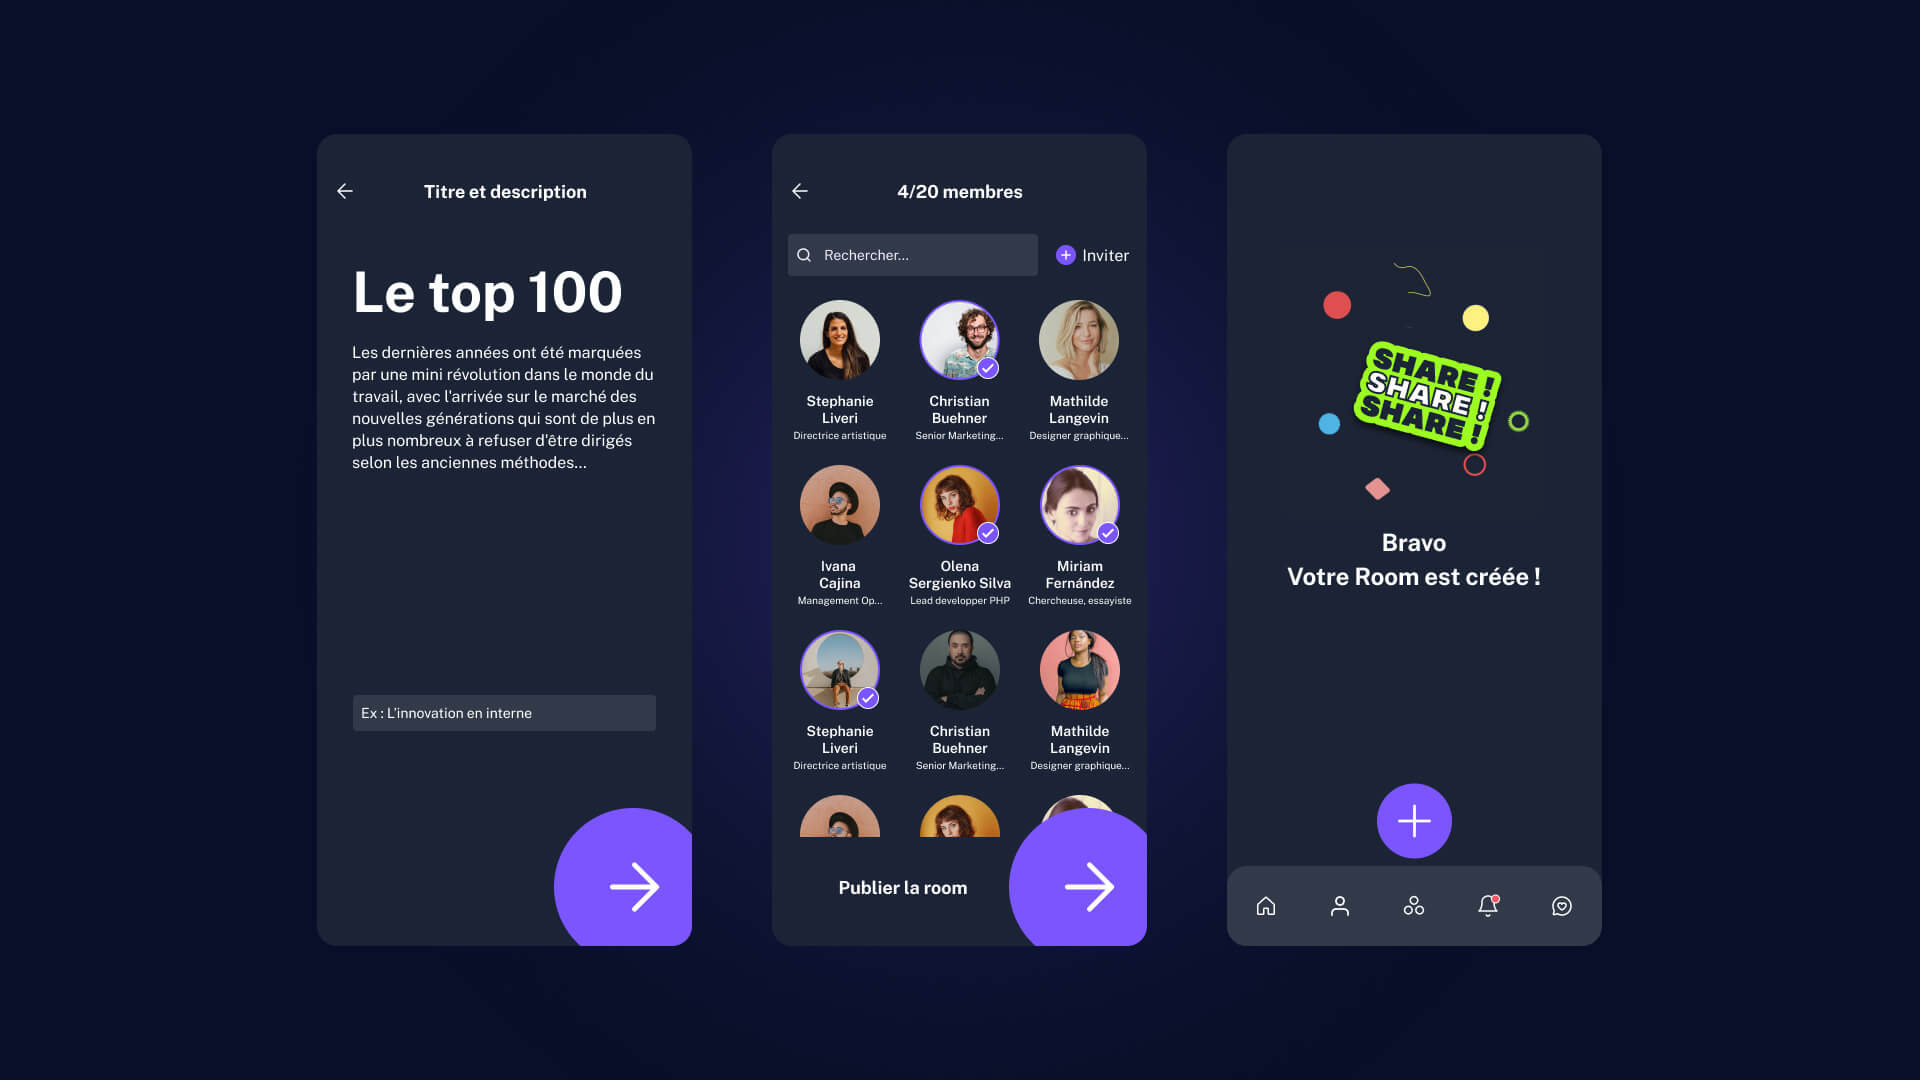 Titre et description
Le top 100
Les dernières années ont été marquées
par une mini révolution dans le monde du
travail, avec l'arrivée sur le marché des
nouvelles générations qui sont de plus en
plus nombreux à refuser d'être dirigés
selon les anciennes méthodes...
Ex : L'innovation en interne
4/20 membres
Rechercher...
Inviter
Stephanie
Liveri
Directrice artistique
Christian
Buehner
Senior Marketing...
Mathilde
Langevin
Designer graphique...
Ivana
Cajina
Management Op...
Olena
Sergienko Silva
Lead developper PHP
Miriam
Fernández
Chercheuse, essayiste
Stephanie
Liveri
Directrice artistique
Christian
Buehner
Senior Marketing...
Mathilde
Langevin
Designer graphique...
Publier la room
SHARE !
SHARE !
SHARE !
Bravo
Votre Room est créée !